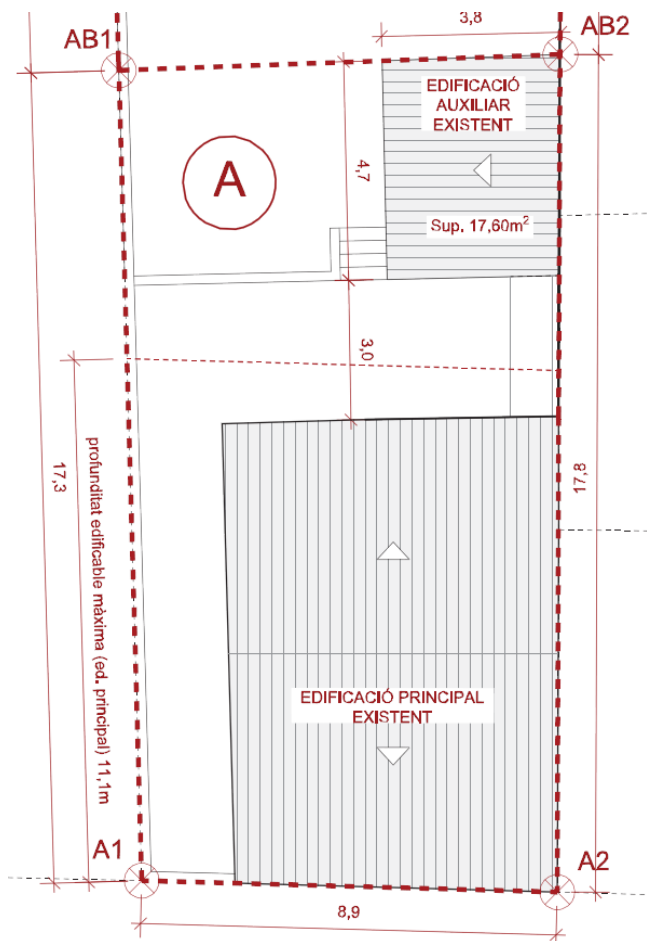 3,8
AB1
AB2
EDIFICACIÓ
AUXILIAR
EXISTENT
A
4,7
Sup. 17,60m²
3,0
17,3
profunditat edificable màxima (ed. principal) 11,1m
17,8
EDIFICACIÓ PRINCIPAL
EXISTENT
A1
A2
8,9